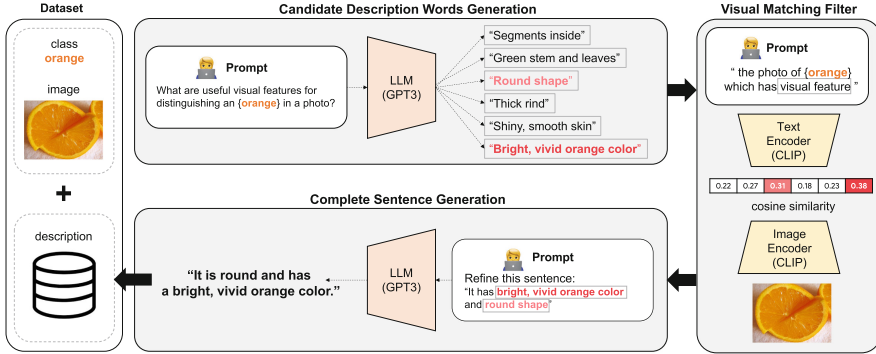 Dataset
class
orange
image
+
description
Candidate Description Words Generation
Prompt
What are useful visual features for
distinguishing an {orange} in a photo?
LLM
(GPT3)
“Segments inside”
“Green stem and leaves”
“Round shape”
“Thick rind”
“Shiny, smooth skin”
“Bright, vivid orange color”
Visual Matching Filter
Prompt
“ the photo of {orange}
which has visual feature ”
Text
Encoder
(CLIP)
0.22 0.27 0.31 0.18 0.23 0.38
cosine similarity
Image
Encoder
(CLIP)
Complete Sentence Generation
Prompt
Refine this sentence:
“It has bright, vivid orange color
and round shape”
LLM
(GPT3)
“It is round and has
a bright, vivid orange color.”